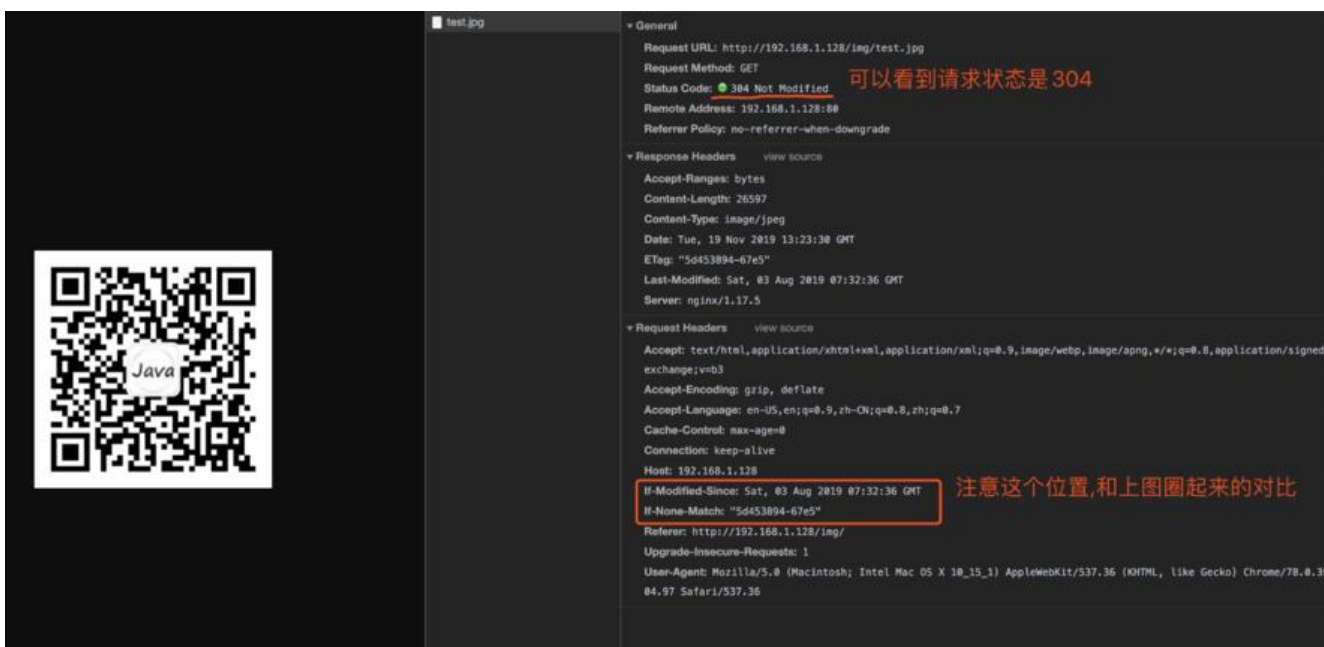 test.jpg
General
Request URL: http://192.168.1.128/img/test.jpg
Request Method: GET
可以看到请求状态是304
Status Code: 304 Not Modified
Remote Address: 192.168.1.128:80
Referrer Policy: no-referrer-when-downgrade
Response Headers view source
Accept-Ranges: bytes
Content-Length: 26597
Content-Type: image/jpeg
Date: Tue, 19 Nov 2019 13:23:30 GMT
ETag: "5d453894-67e5"
Last-Modified: Sat, 03 Aug 2019 07:32:36 GMT
Server: nginx/1.17.5
Request Headers view source
Accept: text/html,application/xhtml+xml,application/xml;q=0.9,image/webp,image/apng,*/*;q=0.8,application/signed
exchange;v=b3
Java
Accept-Encoding: gzip, deflate
Accept-Language: en-US,en;q=0.9,zh-CN;q=0.8,zh;q=0.7
Cache-Control: max-age=0
Connection: keep-alive
Host: 192.168.1.128
If-Modified-Since: Sat, 03 Aug 2019 07:32:36 GMT
注意这个位置,和上图圈起来的对比
If-None-Match: "5d453894-67e5"
Referer: http://192.168.1.128/img/
Upgrade-Insecure-Requests: 1
User-Agent: Mozilla/5.0 (Macintosh; Intel Mac OS X 10_15_1) AppleWebKit/537.36 (KHTML, like Gecko) Chrome/78.0.39
04.97 Safari/537.36